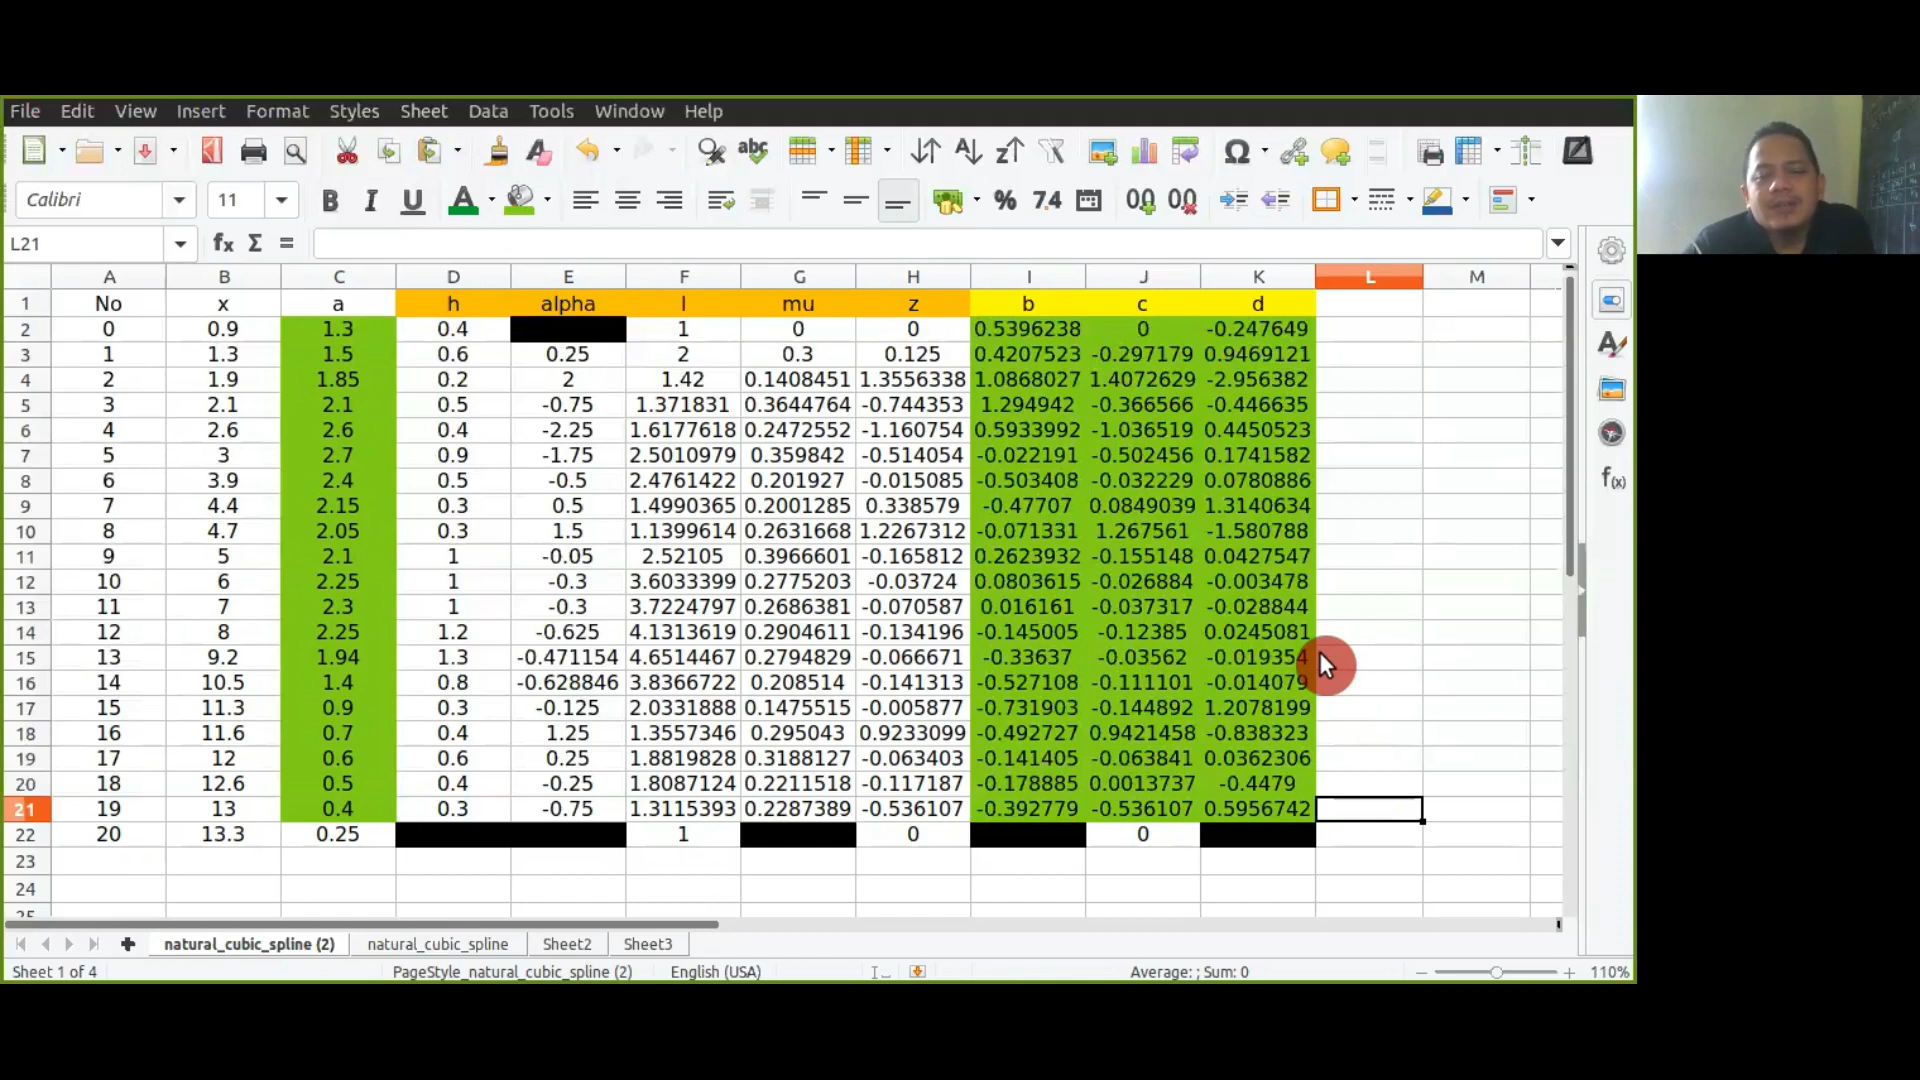 File Edit View Insert Format Styles Sheet Data Tools Window Help
Calibri 11
L21
A B C D E F G H I J K L M
1 No x a h alpha l mu z b c d
2 0 0.9 1.3 0.4 1 0 0 0.5396238 0 -0.247649
3 1 1.3 1.5 0.6 0.25 2 0.3 0.125 0.4207523 -0.297179 0.9469121
4 2 1.9 1.85 0.2 2 1.42 0.1408451 1.3556338 1.0868027 1.4072629 -2.956382
5 3 2.1 2.1 0.5 -0.75 1.371831 0.3644764 -0.744353 1.294942 -0.366566 -0.446635
6 4 2.6 2.6 0.4 -2.25 1.6177618 0.2472552 -1.160754 0.5933992 -1.036519 0.4450523
7 5 3 2.7 0.9 -1.75 2.5010979 0.359842 -0.514054 -0.022191 -0.502456 0.1741582
8 6 3.9 2.4 0.5 -0.5 2.4761422 0.201927 -0.015085 -0.503408 -0.032229 0.0780886
9 7 4.4 2.15 0.3 0.5 1.4990365 0.2001285 0.338579 -0.47707 0.0849039 1.3140634
10 8 4.7 2.05 0.3 1.5 1.1399614 0.2631668 1.2267312 -0.071331 1.267561 -1.580788
11 9 5 2.1 1 -0.05 2.52105 0.3966601 -0.165812 0.2623932 -0.155148 0.0427547
12 10 6 2.25 1 -0.3 3.6033399 0.2775203 -0.03724 0.0803615 -0.026884 -0.003478
13 11 7 2.3 1 -0.3 3.7224797 0.2686381 -0.070587 0.016161 -0.037317 -0.028844
14 12 8 2.25 1.2 -0.625 4.1313619 0.2904611 -0.134196 -0.145005 -0.12385 0.0245081
15 13 9.2 1.94 1.3 -0.471154 4.6514467 0.2794829 -0.066671 -0.33637 -0.03562 -0.019354
16 14 10.5 1.4 0.8 -0.628846 3.8366722 0.208514 -0.141313 -0.527108 -0.111101 -0.014079
17 15 11.3 0.9 0.3 -0.125 2.0331888 0.1475515 -0.005877 -0.731903 -0.144892 1.2078199
18 16 11.6 0.7 0.4 1.25 1.3557346 0.295043 0.9233099 -0.492727 0.9421458 -0.838323
19 17 12 0.6 0.6 0.25 1.8819828 0.3188127 -0.063403 -0.141405 -0.063841 0.0362306
20 18 12.6 0.5 0.4 -0.25 1.8087124 0.2211518 -0.117187 -0.178885 0.0013737 -0.4479
21 19 13 0.4 0.3 -0.75 1.3115393 0.2287389 -0.536107 -0.392779 -0.536107 0.5956742
22 20 13.3 0.25 1 0 0
23
24
25
natural_cubic_spline (2) natural_cubic_spline Sheet2 Sheet3
Sheet 1 of 4 PageStyle_natural_cubic_spline (2) English (USA) Average: ; Sum: 0 110%